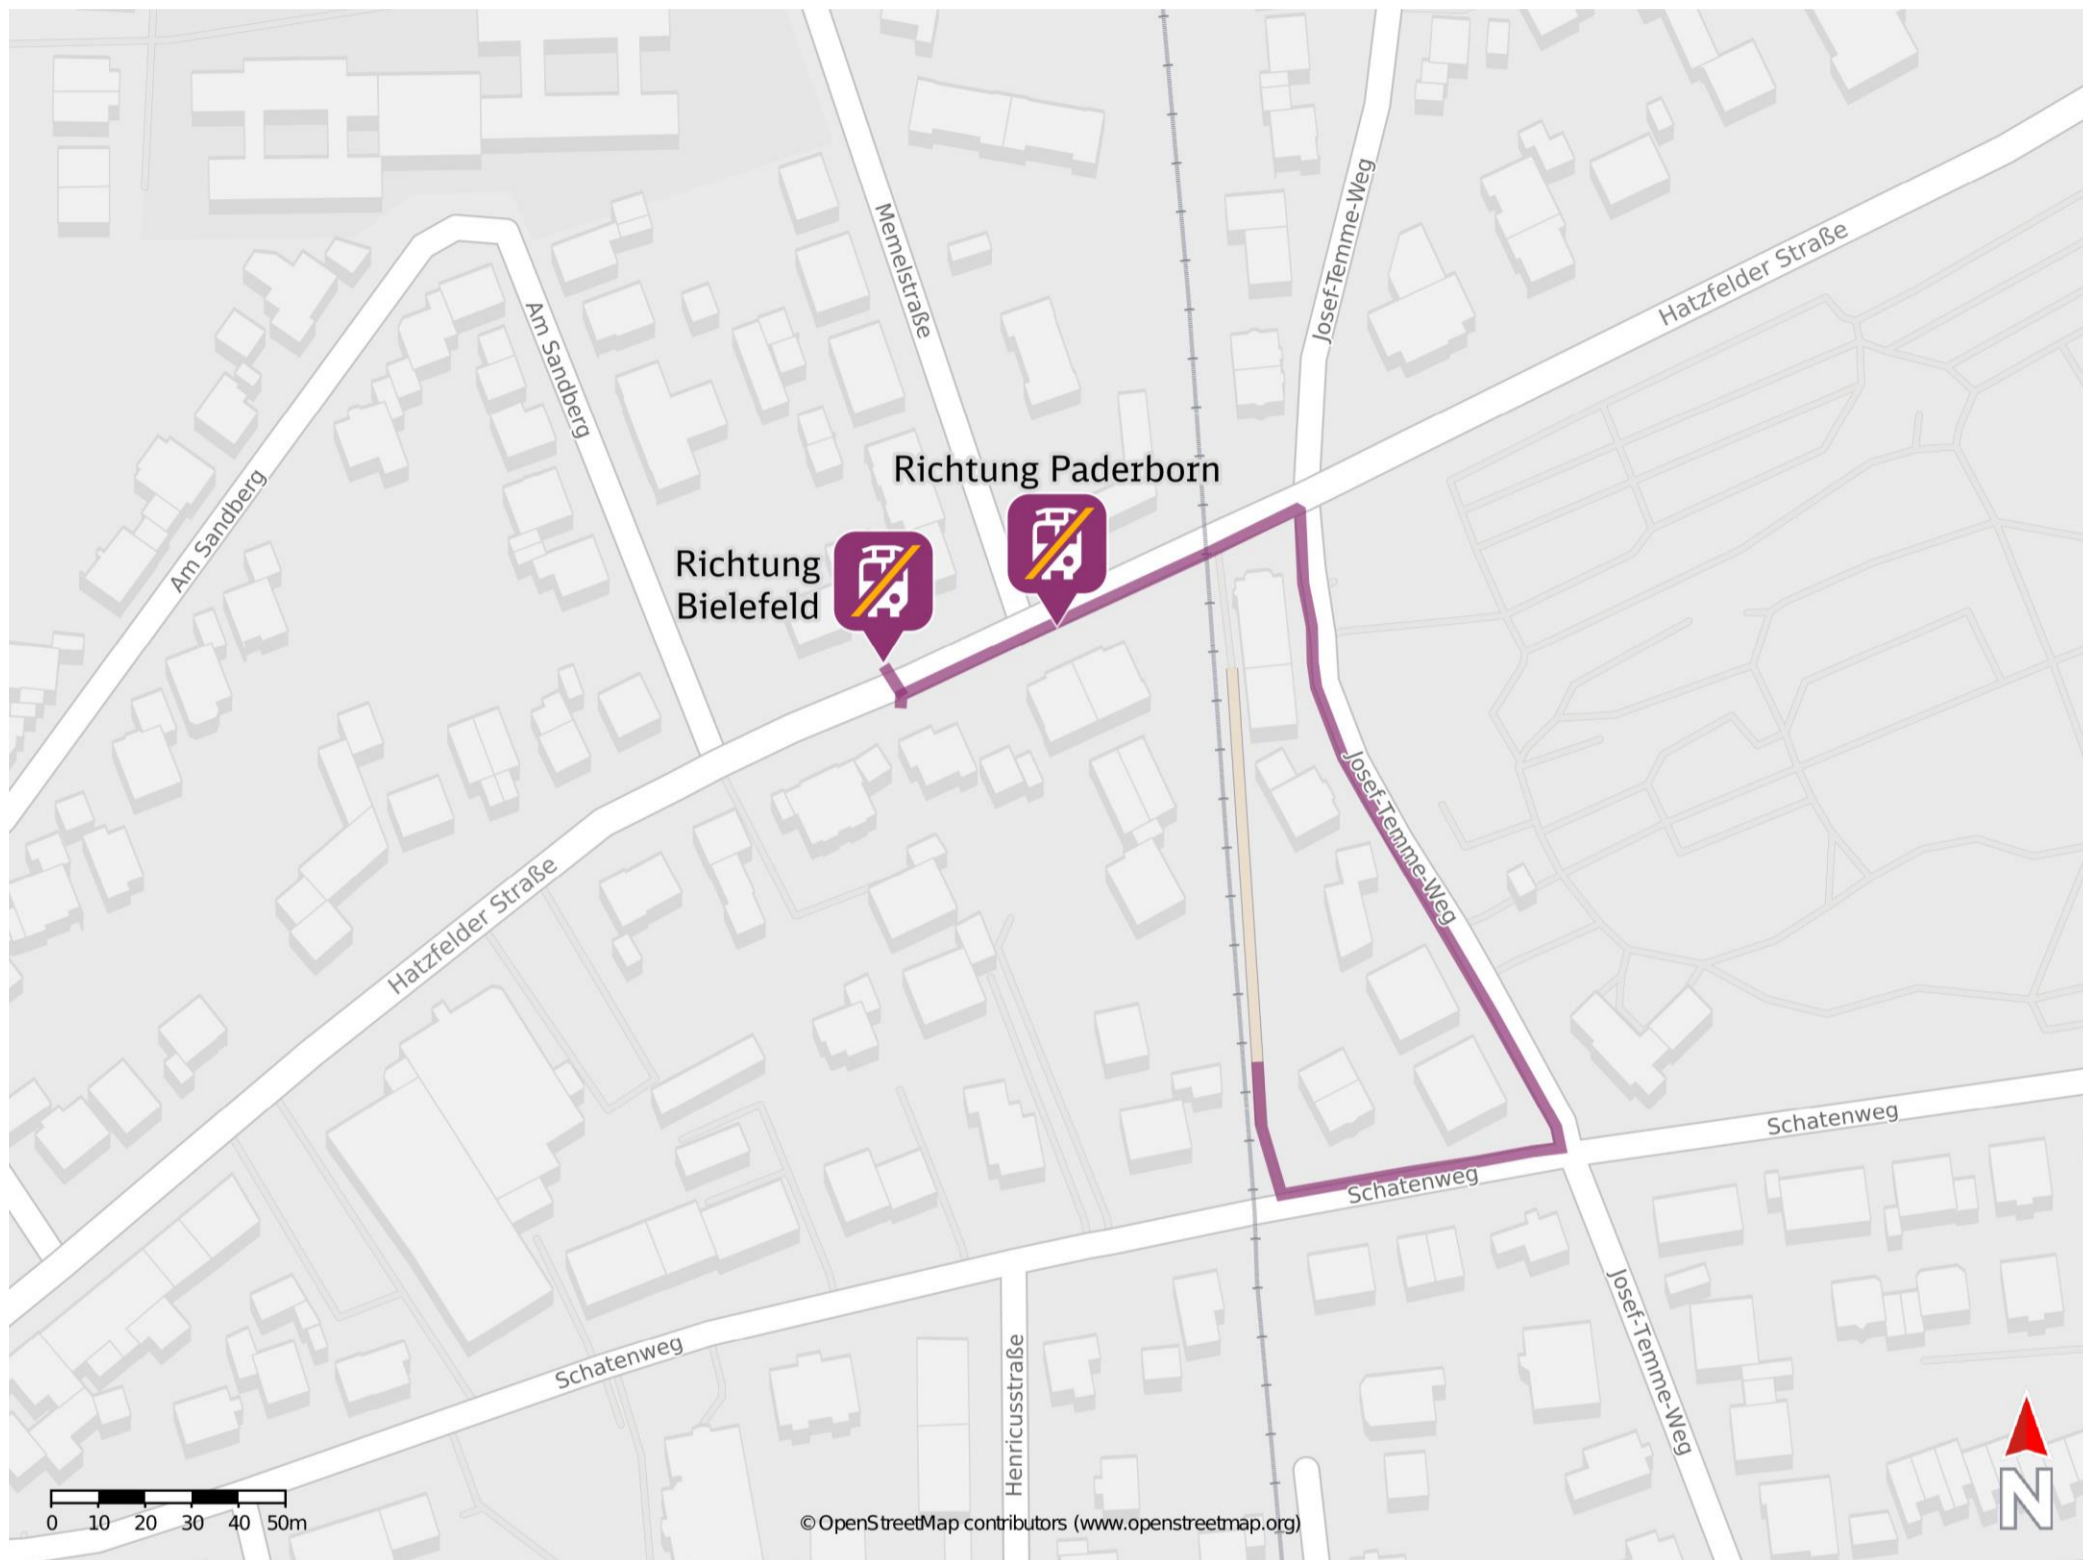 Memelstraße
Josef-Temme-Weg
Hatzfelder Straße
Am Sandberg
Am Sandberg
Richtung Paderborn
Richtung
Bielefeld
Josef-Temme-Weg
Hatzfelder Straße
Schatenweg
Schatenweg
Josef-Temme-Weg
Schatenweg
Henricusstraße
N
0 10 20 30 40 50m
© OpenStreetMap contributors (www.openstreetmap.org)